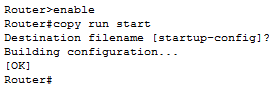 Router>enable
Router#copy run start
Destination filename [startup-config]?
Building configuration...
[OK]
Router#